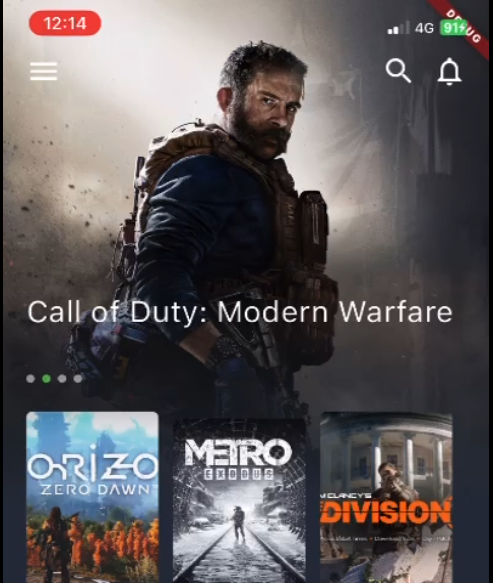 12:14
4G 91
DEBUG
Call of Duty: Modern Warfare
ORIZO
ZERO DAWN
METRO
EXODUS
M CLANCY'S
DIVISION